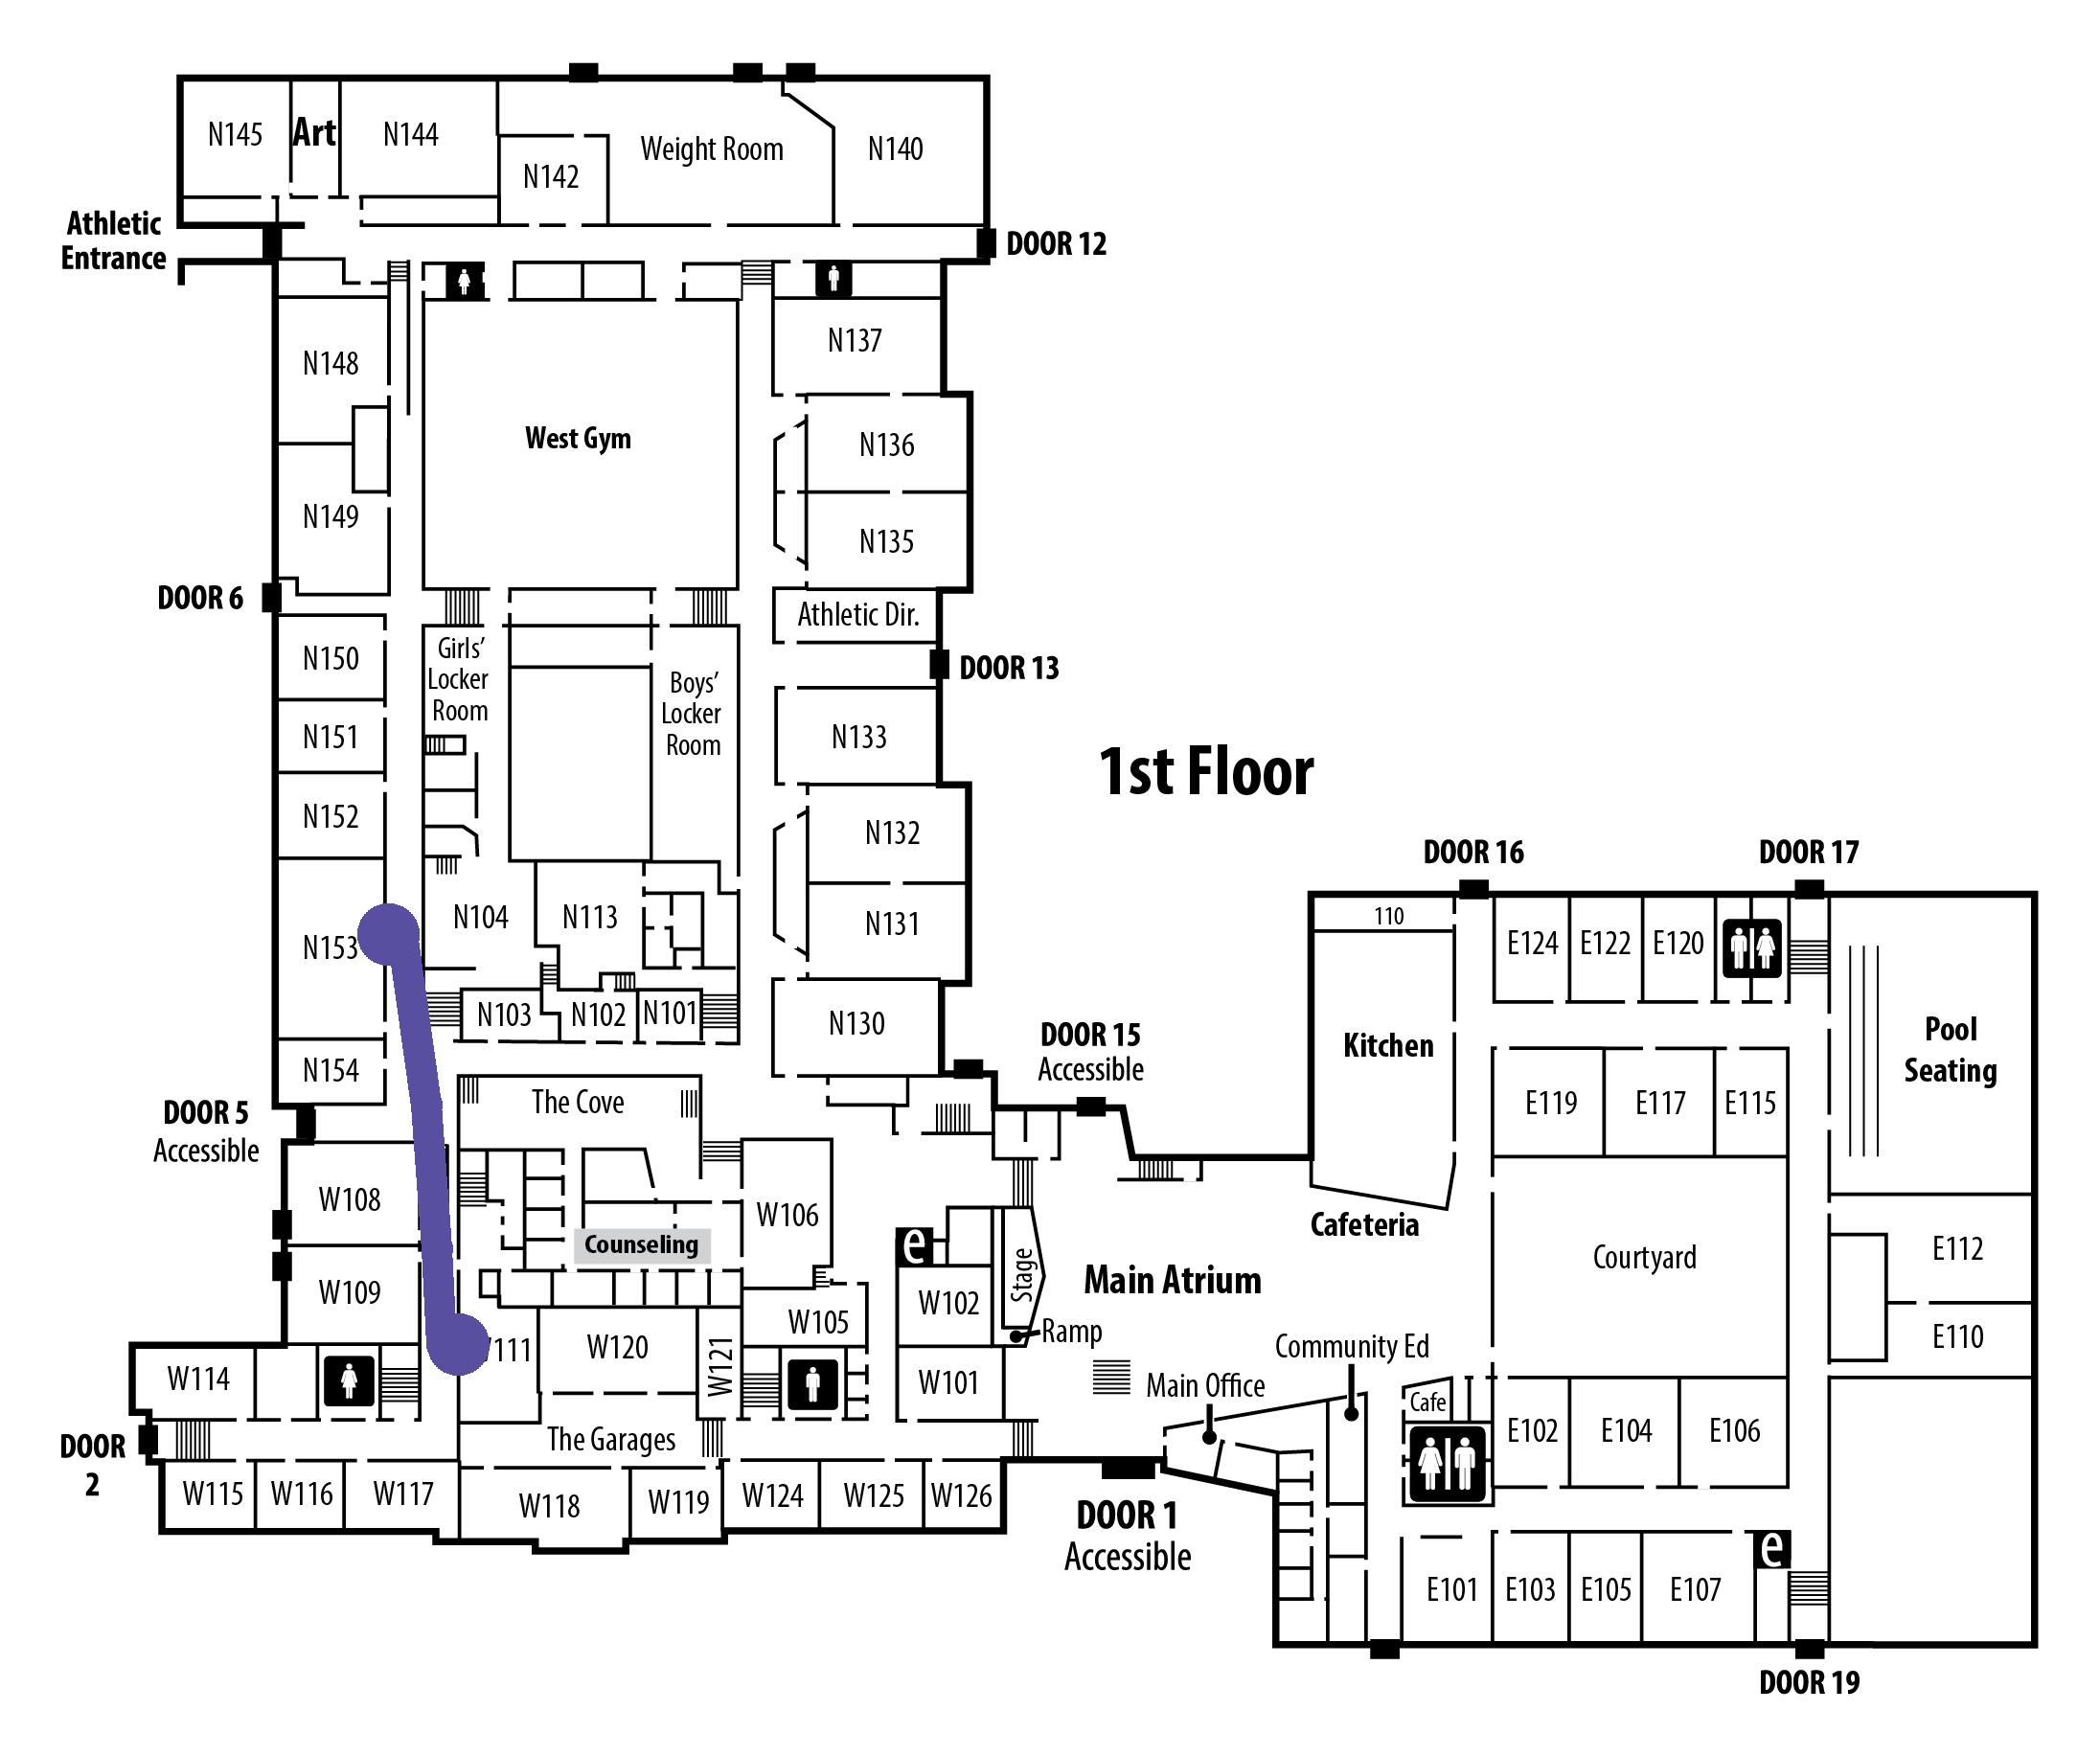 N145
Art
N144
N142
Weight Room
N140
Athletic
Entrance
DOOR 12
N148
N137
West Gym
N136
N149
N135
DOOR 6
Athletic Dir.
N150
Girls'
Locker
Room
Boys'
Locker
Room
DOOR 13
N151
N133
1st Floor
N152
N132
DOOR 16
DOOR 17
N153
N104
N113
N131
110
E124
E122
E120
N103
N102
N101
N130
DOOR 15
Accessible
Kitchen
Pool
Seating
N154
The Cove
E119
E117
E115
DOOR 5
Accessible
W108
W106
Counseling
e
Cafeteria
Courtyard
E112
W109
W102
Stage
Main Atrium
W105
Ramp
E110
111
W120
W121
Community Ed
W114
W101
Main Office
Cafe
DOOR
2
The Garages
E102
E104
E106
W115
W116
W117
W118
W119
W124
W125
W126
DOOR 1
Accessible
e
E101
E103
E105
E107
DOOR 19